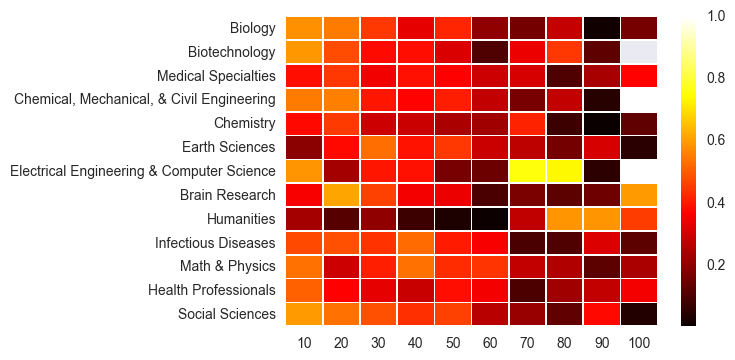 Biology
Biotechnology
Medical Specialties
Chemical, Mechanical, & Civil Engineering
Chemistry
Earth Sciences
Electrical Engineering & Computer Science
Brain Research
Humanities
Infectious Diseases
Math & Physics
Health Professionals
Social Sciences
10 20 30 40 50 60 70 80 90 100
1.0
0.8
0.6
0.4
0.2